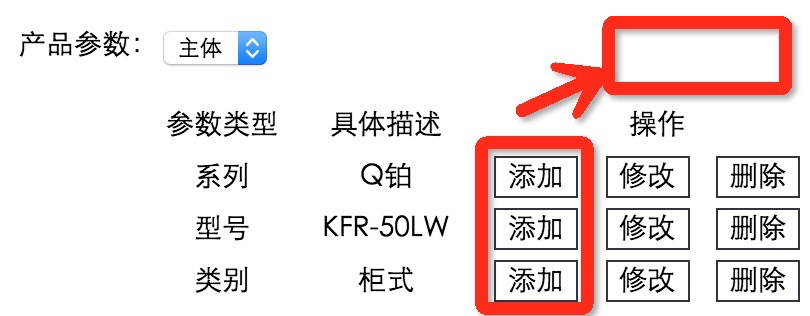 产品参数： 主体
参数类型 具体描述 操作
系列 Q铂 添加 修改 删除
型号 KFR-50LW 添加 修改 删除
类别 柜式 添加 修改 删除